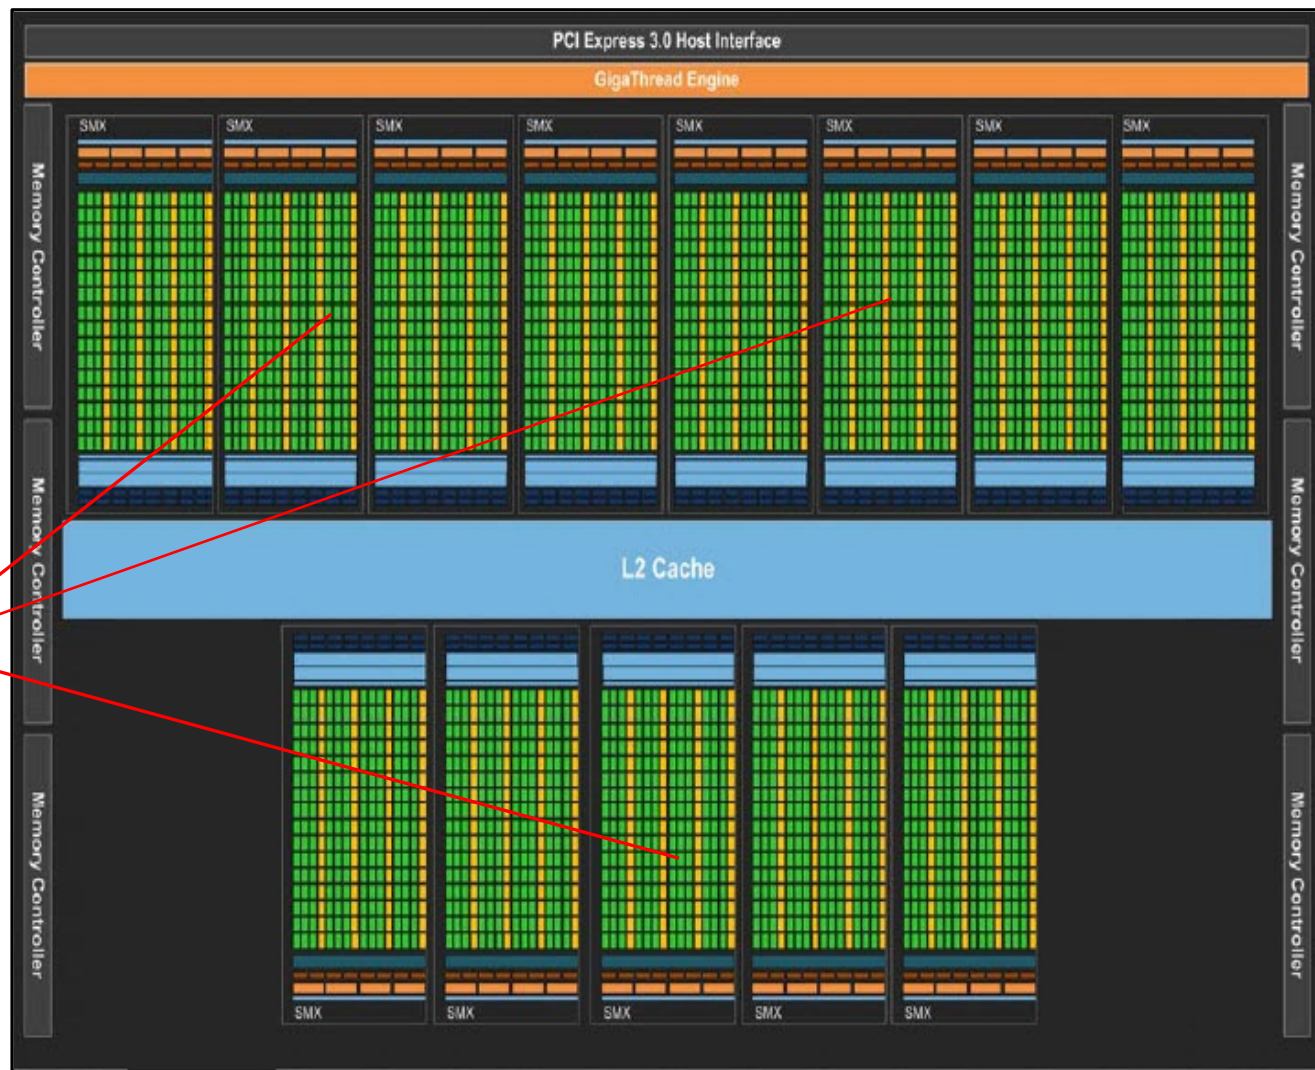 PCI Express 3.0 Host Interface
GigaThread Engine
SMX SMX SMX SMX SMX SMX SMX SMX
Memory Controller
Memory Controller
Memory Controller
Memory Controller
L2 Cache
Memory Controller
Memory Controller
SMX SMX SMX SMX SMX